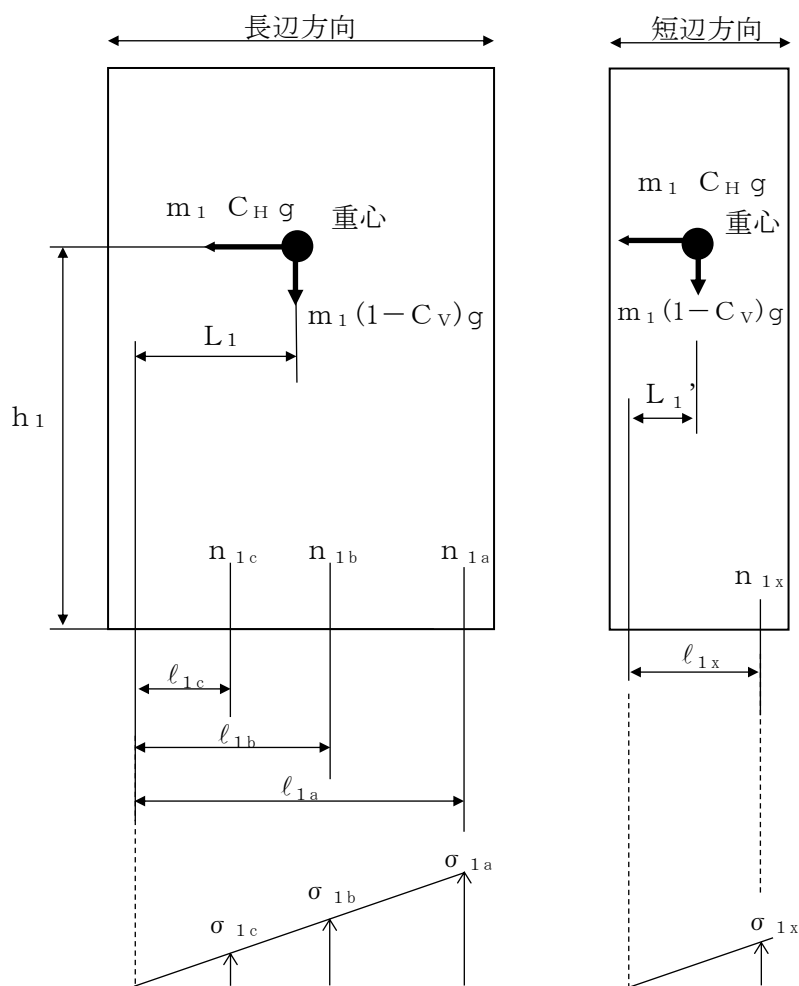 長辺方向
短辺方向
m₁ C_H g
重心
m₁(1−C_V)g
L₁
h₁
n₁c n₁b n₁a
ℓ₁c
ℓ₁b
ℓ₁a
σ₁a
σ₁b
σ₁c
m₁ C_H g
重心
m₁(1−C_V)g
L₁’
n₁x
ℓ₁x
σ₁x